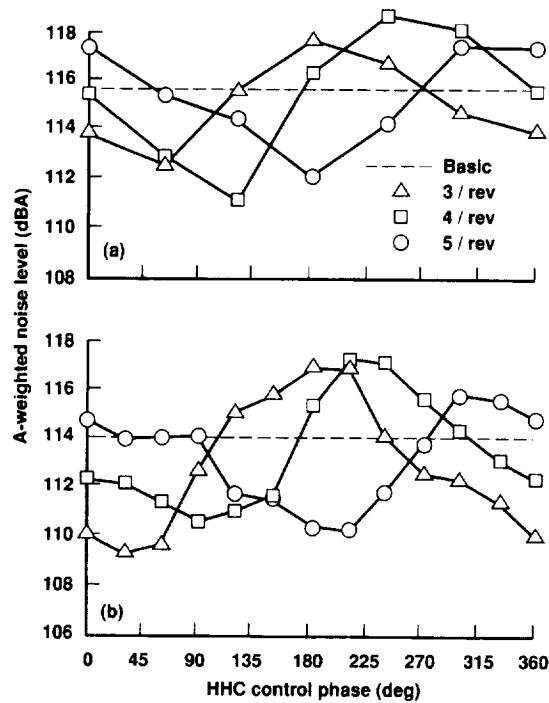 118
116
114
112
110
108
Basic
3 / rev
4 / rev
5 / rev
(a)
A-weighted noise level (dBA)
118
116
114
112
110
108
106
(b)
0 45 90 135 180 225 270 315 360
HHC control phase (deg)